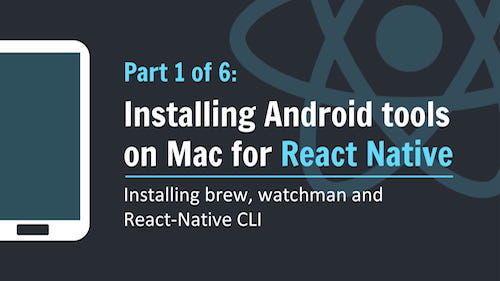 Part 1 of 6:
Installing Android tools
on Mac for React Native
Installing brew, watchman and
React-Native CLI